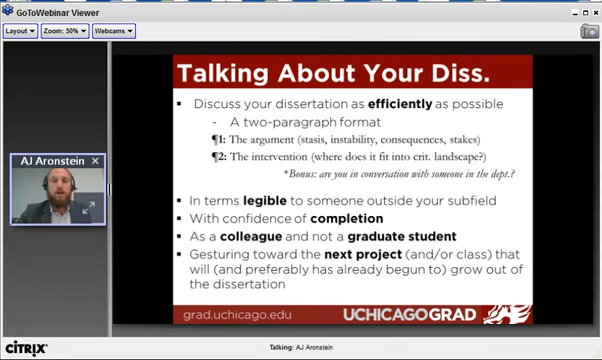 GoToWebinar Viewer
Layout
Zoom: 50%
Webcams
AJ Aronstein
Talking About Your Diss.
▪ Discuss your dissertation as efficiently as possible
- A two-paragraph format
¶1: The argument (stasis, instability, consequences, stakes)
¶2: The intervention (where does it fit into crit. landscape?)
*Bonus: are you in conversation with someone in the dept.?
▪ In terms legible to someone outside your subfield
▪ With confidence of completion
▪ As a colleague and not a graduate student
▪ Gesturing toward the next project (and/or class) that
will (and preferably has already begun to) grow out of
the dissertation
grad.uchicago.edu
UCHICAGOGRAD
CITRIX
Talking: AJ Aronstein